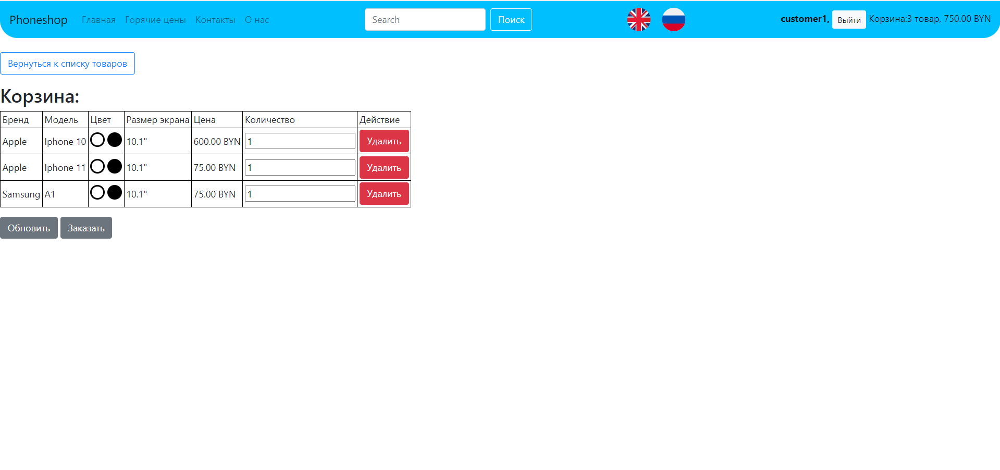 Phoneshop Главная Горячие цены Контакты О нас Search Поиск customer1, Выйти Корзина:3 товар, 750.00 BYN
Вернуться к списку товаров
Корзина:
Бренд Модель Цвет Размер экрана Цена Количество Действие
Apple Iphone 10 10.1" 600.00 BYN 1 Удалить
Apple Iphone 11 10.1" 75.00 BYN 1 Удалить
Samsung A1 10.1" 75.00 BYN 1 Удалить
Обновить Заказать